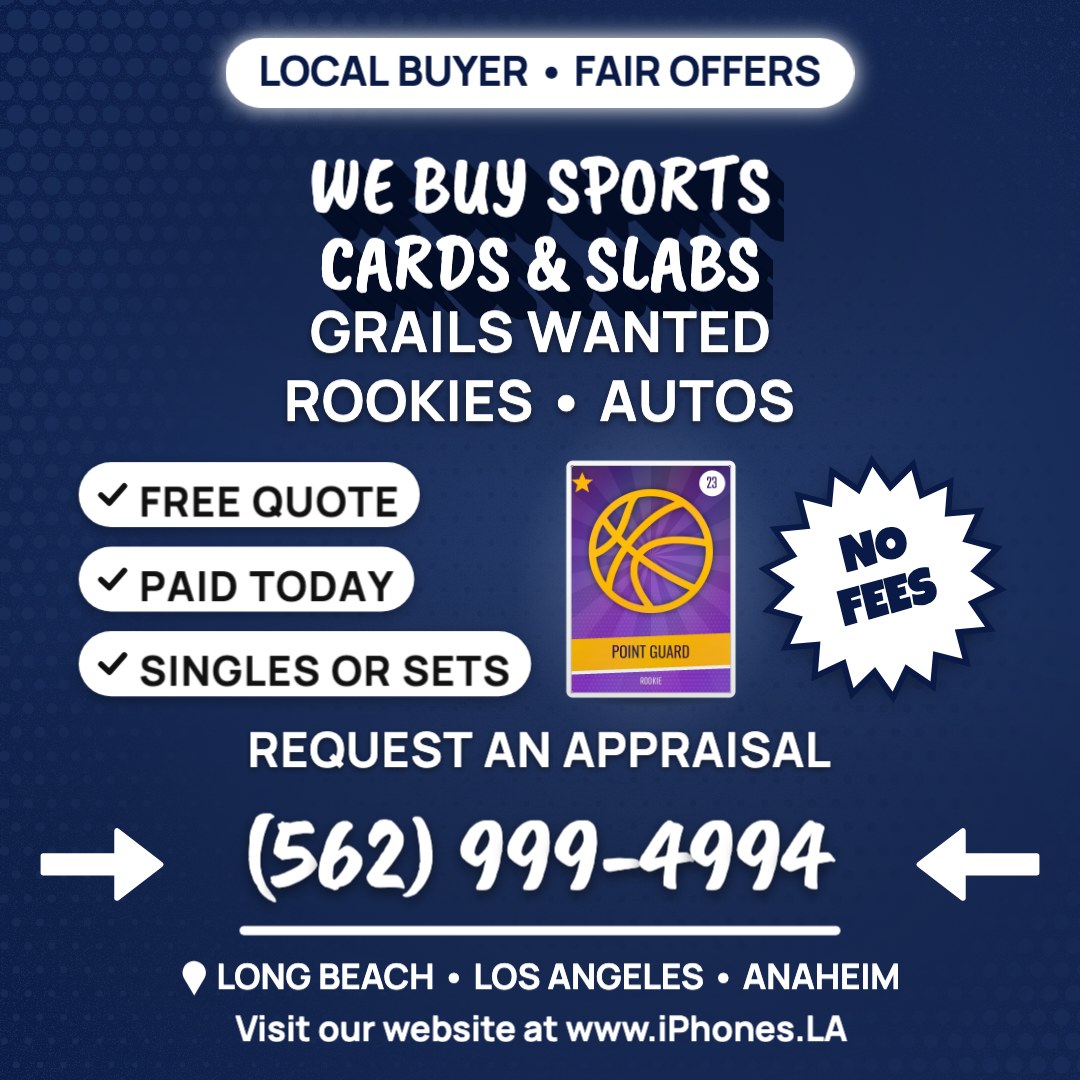 LOCAL BUYER • FAIR OFFERS
WE BUY SPORTS
CARDS & SLABS
GRAILS WANTED
ROOKIES • AUTOS
FREE QUOTE
PAID TODAY
SINGLES OR SETS
23
POINT GUARD
ROOKIE
NO
FEES
REQUEST AN APPRAISAL
(562) 999-4994
LONG BEACH • LOS ANGELES • ANAHEIM
Visit our website at www.iPhones.LA